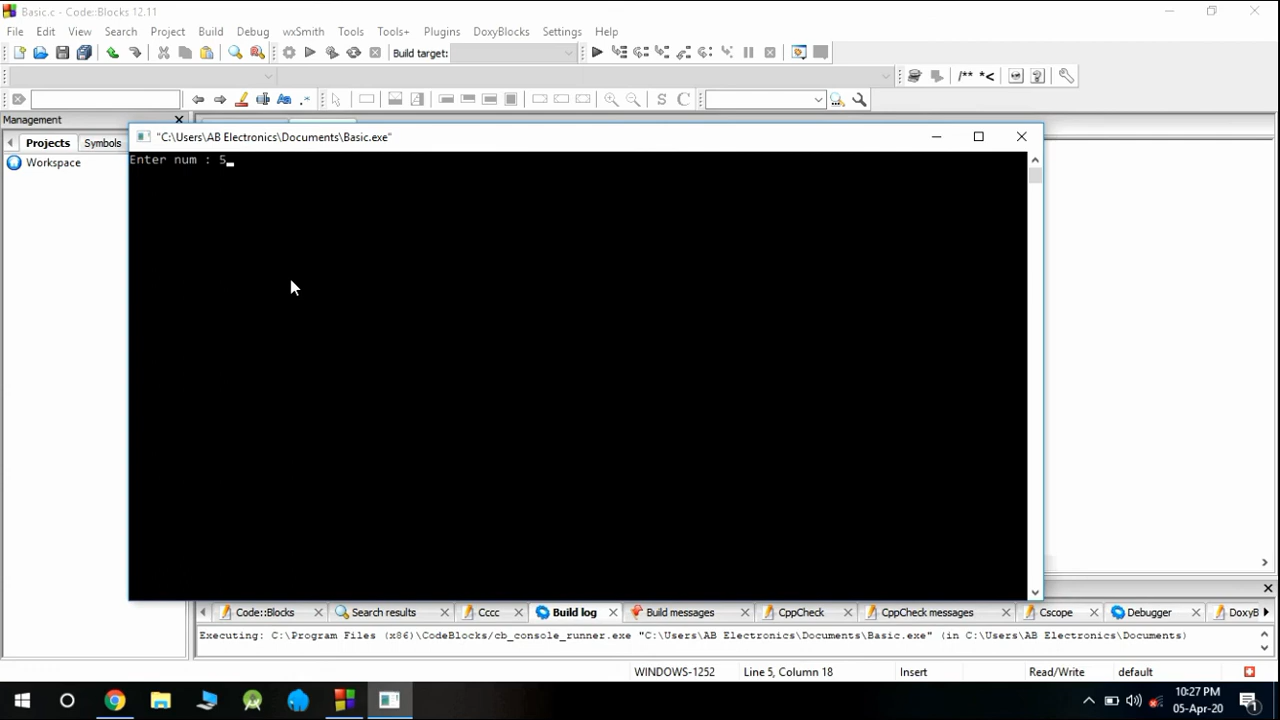 Basic.c - Code::Blocks 12.11
File Edit View Search Project Build Debug wxSmith Tools Tools+ Plugins DoxyBlocks Settings Help
Build target:
/** *<
S C
Management
Projects Symbols
Workspace
"C:\Users\AB Electronics\Documents\Basic.exe"
Enter num : 5
Code::Blocks Search results Cccc Build log Build messages CppCheck CppCheck messages Cscope Debugger DoxyB
Executing: C:\Program Files (x86)\CodeBlocks/cb_console_runner.exe "C:\Users\AB Electronics\Documents\Basic.exe" (in C:\Users\AB Electronics\Documents)
WINDOWS-1252 Line 5, Column 18 Insert Read/Write default
10:27 PM
05-Apr-20
1